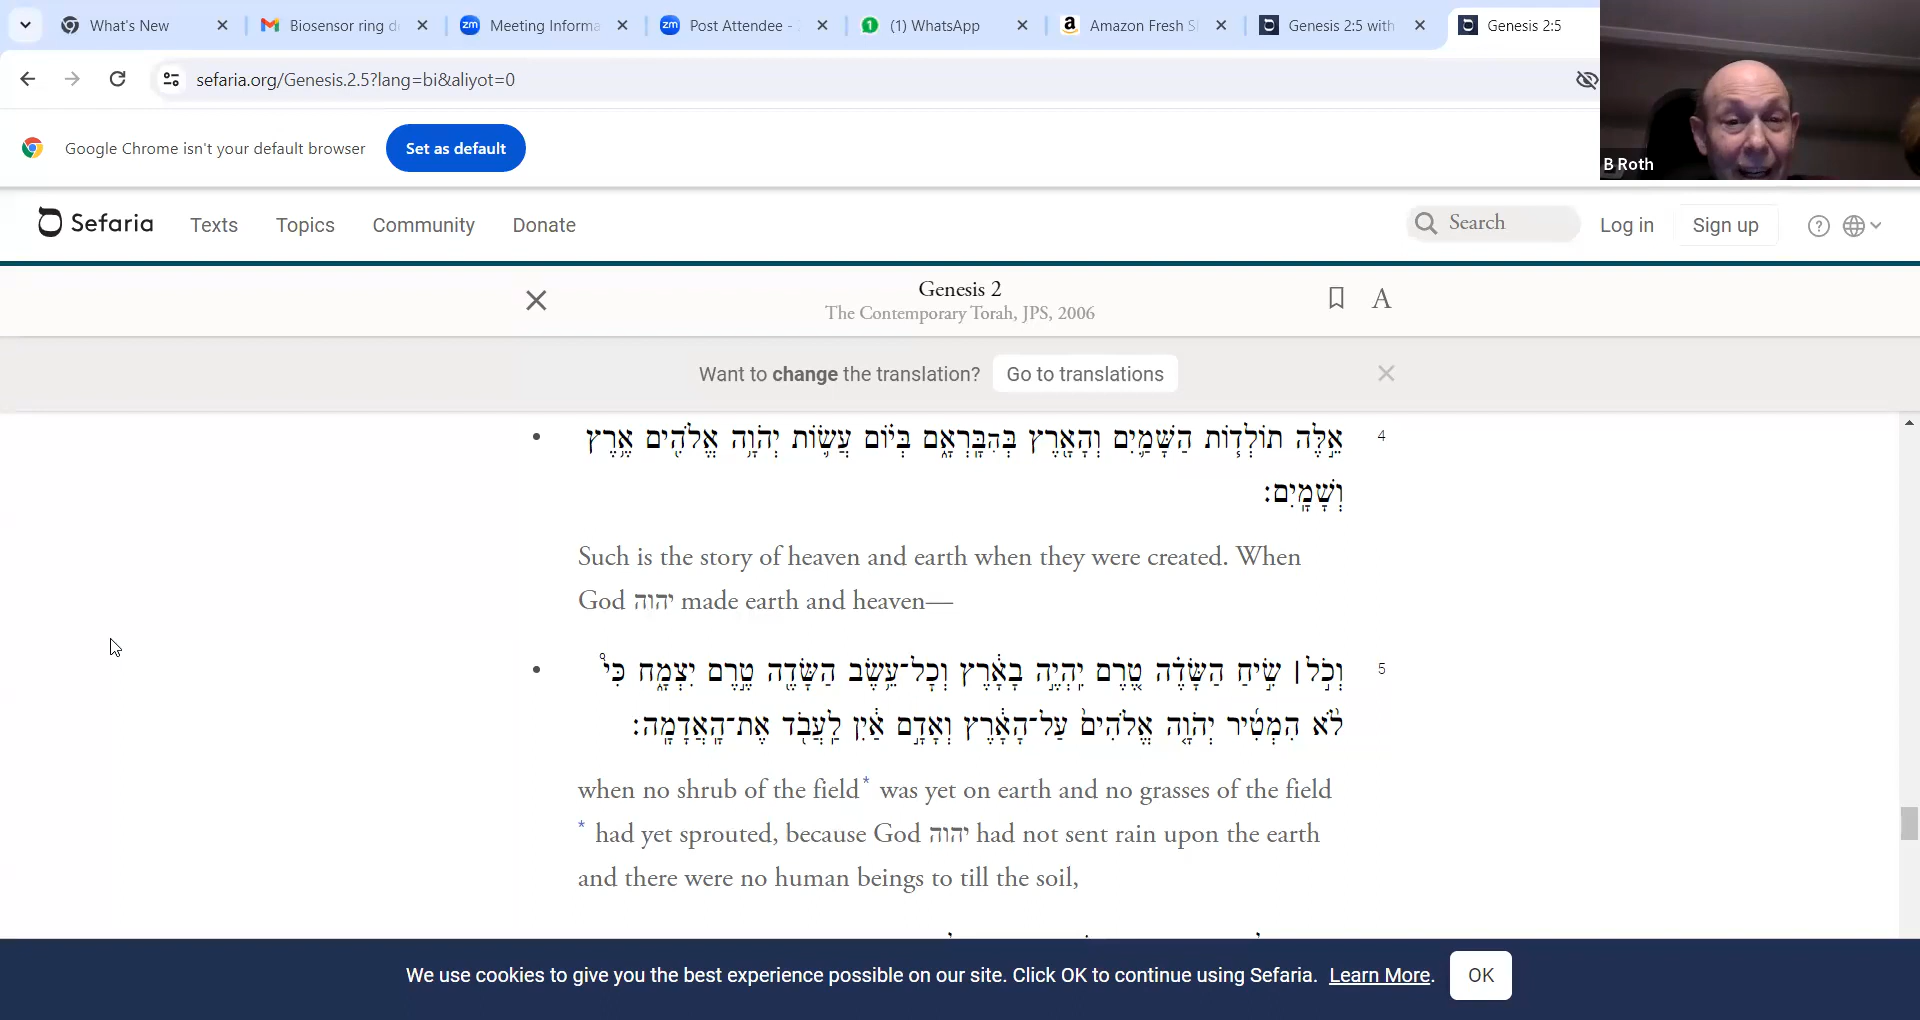 What's New
Biosensor ring d
Meeting Informa
Post Attendee -
(1) WhatsApp
Amazon Fresh S
Genesis 2:5 with
Genesis 2:5
sefaria.org/Genesis.2.5?lang=bi&aliyot=0
Google Chrome isn't your default browser
Set as default
B Roth
Sefaria
Texts
Topics
Community
Donate
Search
Log in
Sign up
Genesis 2
The Contemporary Torah, JPS, 2006
A
Want to change the translation?
Go to translations
4
אֵ֣לֶּה תוֹלְד֧וֹת הַשָּׁמַ֛יִם וְהָאָ֖רֶץ בְּהִבָּֽרְאָ֑ם בְּי֗וֹם עֲשׂ֛וֹת יְהֹוָ֥ה אֱלֹהִ֖ים אֶ֥רֶץ
וְשָׁמָֽיִם׃
Such is the story of heaven and earth when they were created. When
God יהוה made earth and heaven—
5
וְכֹ֣ל ׀ שִׂ֣יחַ הַשָּׂדֶ֗ה טֶ֚רֶם יִֽהְיֶ֣ה בָאָ֔רֶץ וְכׇל־עֵ֥שֶׂב הַשָּׂדֶ֖ה טֶ֣רֶם יִצְמָ֑ח כִּי֩
לֹ֨א הִמְטִ֜יר יְהֹוָ֤ה אֱלֹהִים֙ עַל־הָאָ֔רֶץ וְאָדָ֣ם אַ֔יִן לַֽעֲבֹ֖ד אֶת־הָֽאֲדָמָֽה׃
when no shrub of the field* was yet on earth and no grasses of the field
* had yet sprouted, because God יהוה had not sent rain upon the earth
and there were no human beings to till the soil,
We use cookies to give you the best experience possible on our site. Click OK to continue using Sefaria. Learn More.
OK